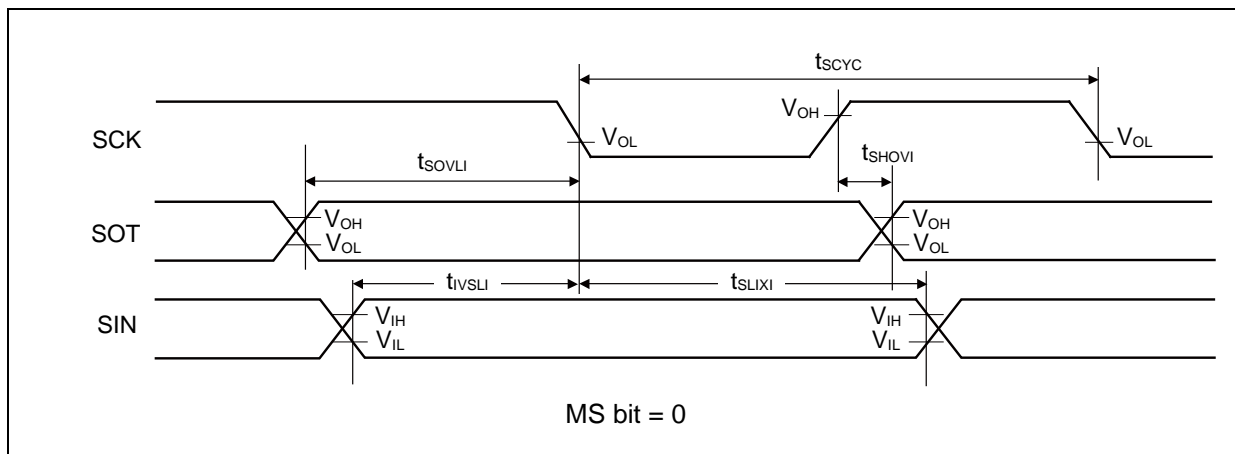 tSCYC
VOH
SCK
VOL
VOL
tSHOVI
tSOVLI
VOH
VOH
SOT
VOL
VOL
tIVSLI
tSLIXI
VIH
VIH
SIN
VIL
VIL
MS bit = 0